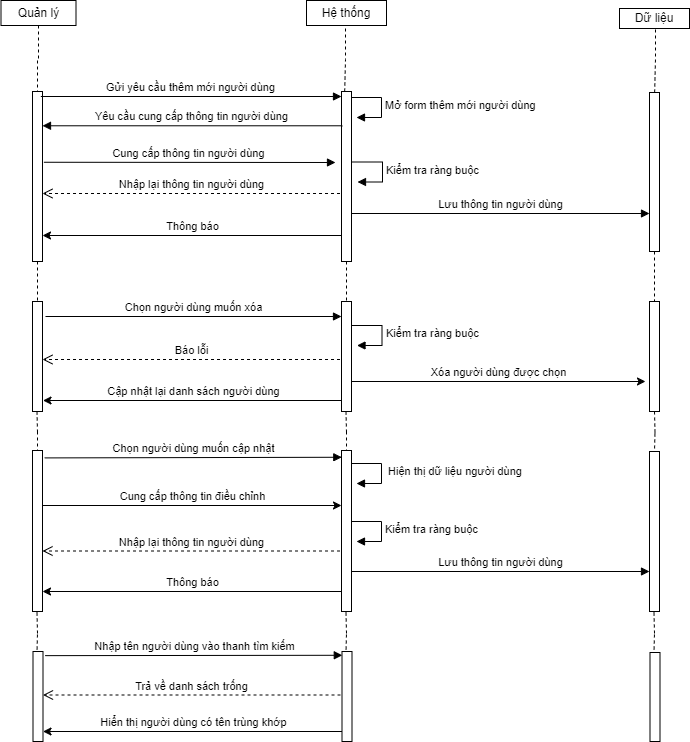 Quản lý
Hệ thống
Dữ liệu
Gửi yêu cầu thêm mới người dùng
Mở form thêm mới người dùng
Yêu cầu cung cấp thông tin người dùng
Cung cấp thông tin người dùng
Kiểm tra ràng buộc
Nhập lại thông tin người dùng
Lưu thông tin người dùng
Thông báo
Chọn người dùng muốn xóa
Kiểm tra ràng buộc
Báo lỗi
Xóa người dùng được chọn
Cập nhật lại danh sách người dùng
Chọn người dùng muốn cập nhật
Hiện thị dữ liệu người dùng
Cung cấp thông tin điều chỉnh
Kiểm tra ràng buộc
Nhập lại thông tin người dùng
Lưu thông tin người dùng
Thông báo
Nhập tên người dùng vào thanh tìm kiếm
Trả về danh sách trống
Hiển thị người dùng có tên trùng khớp